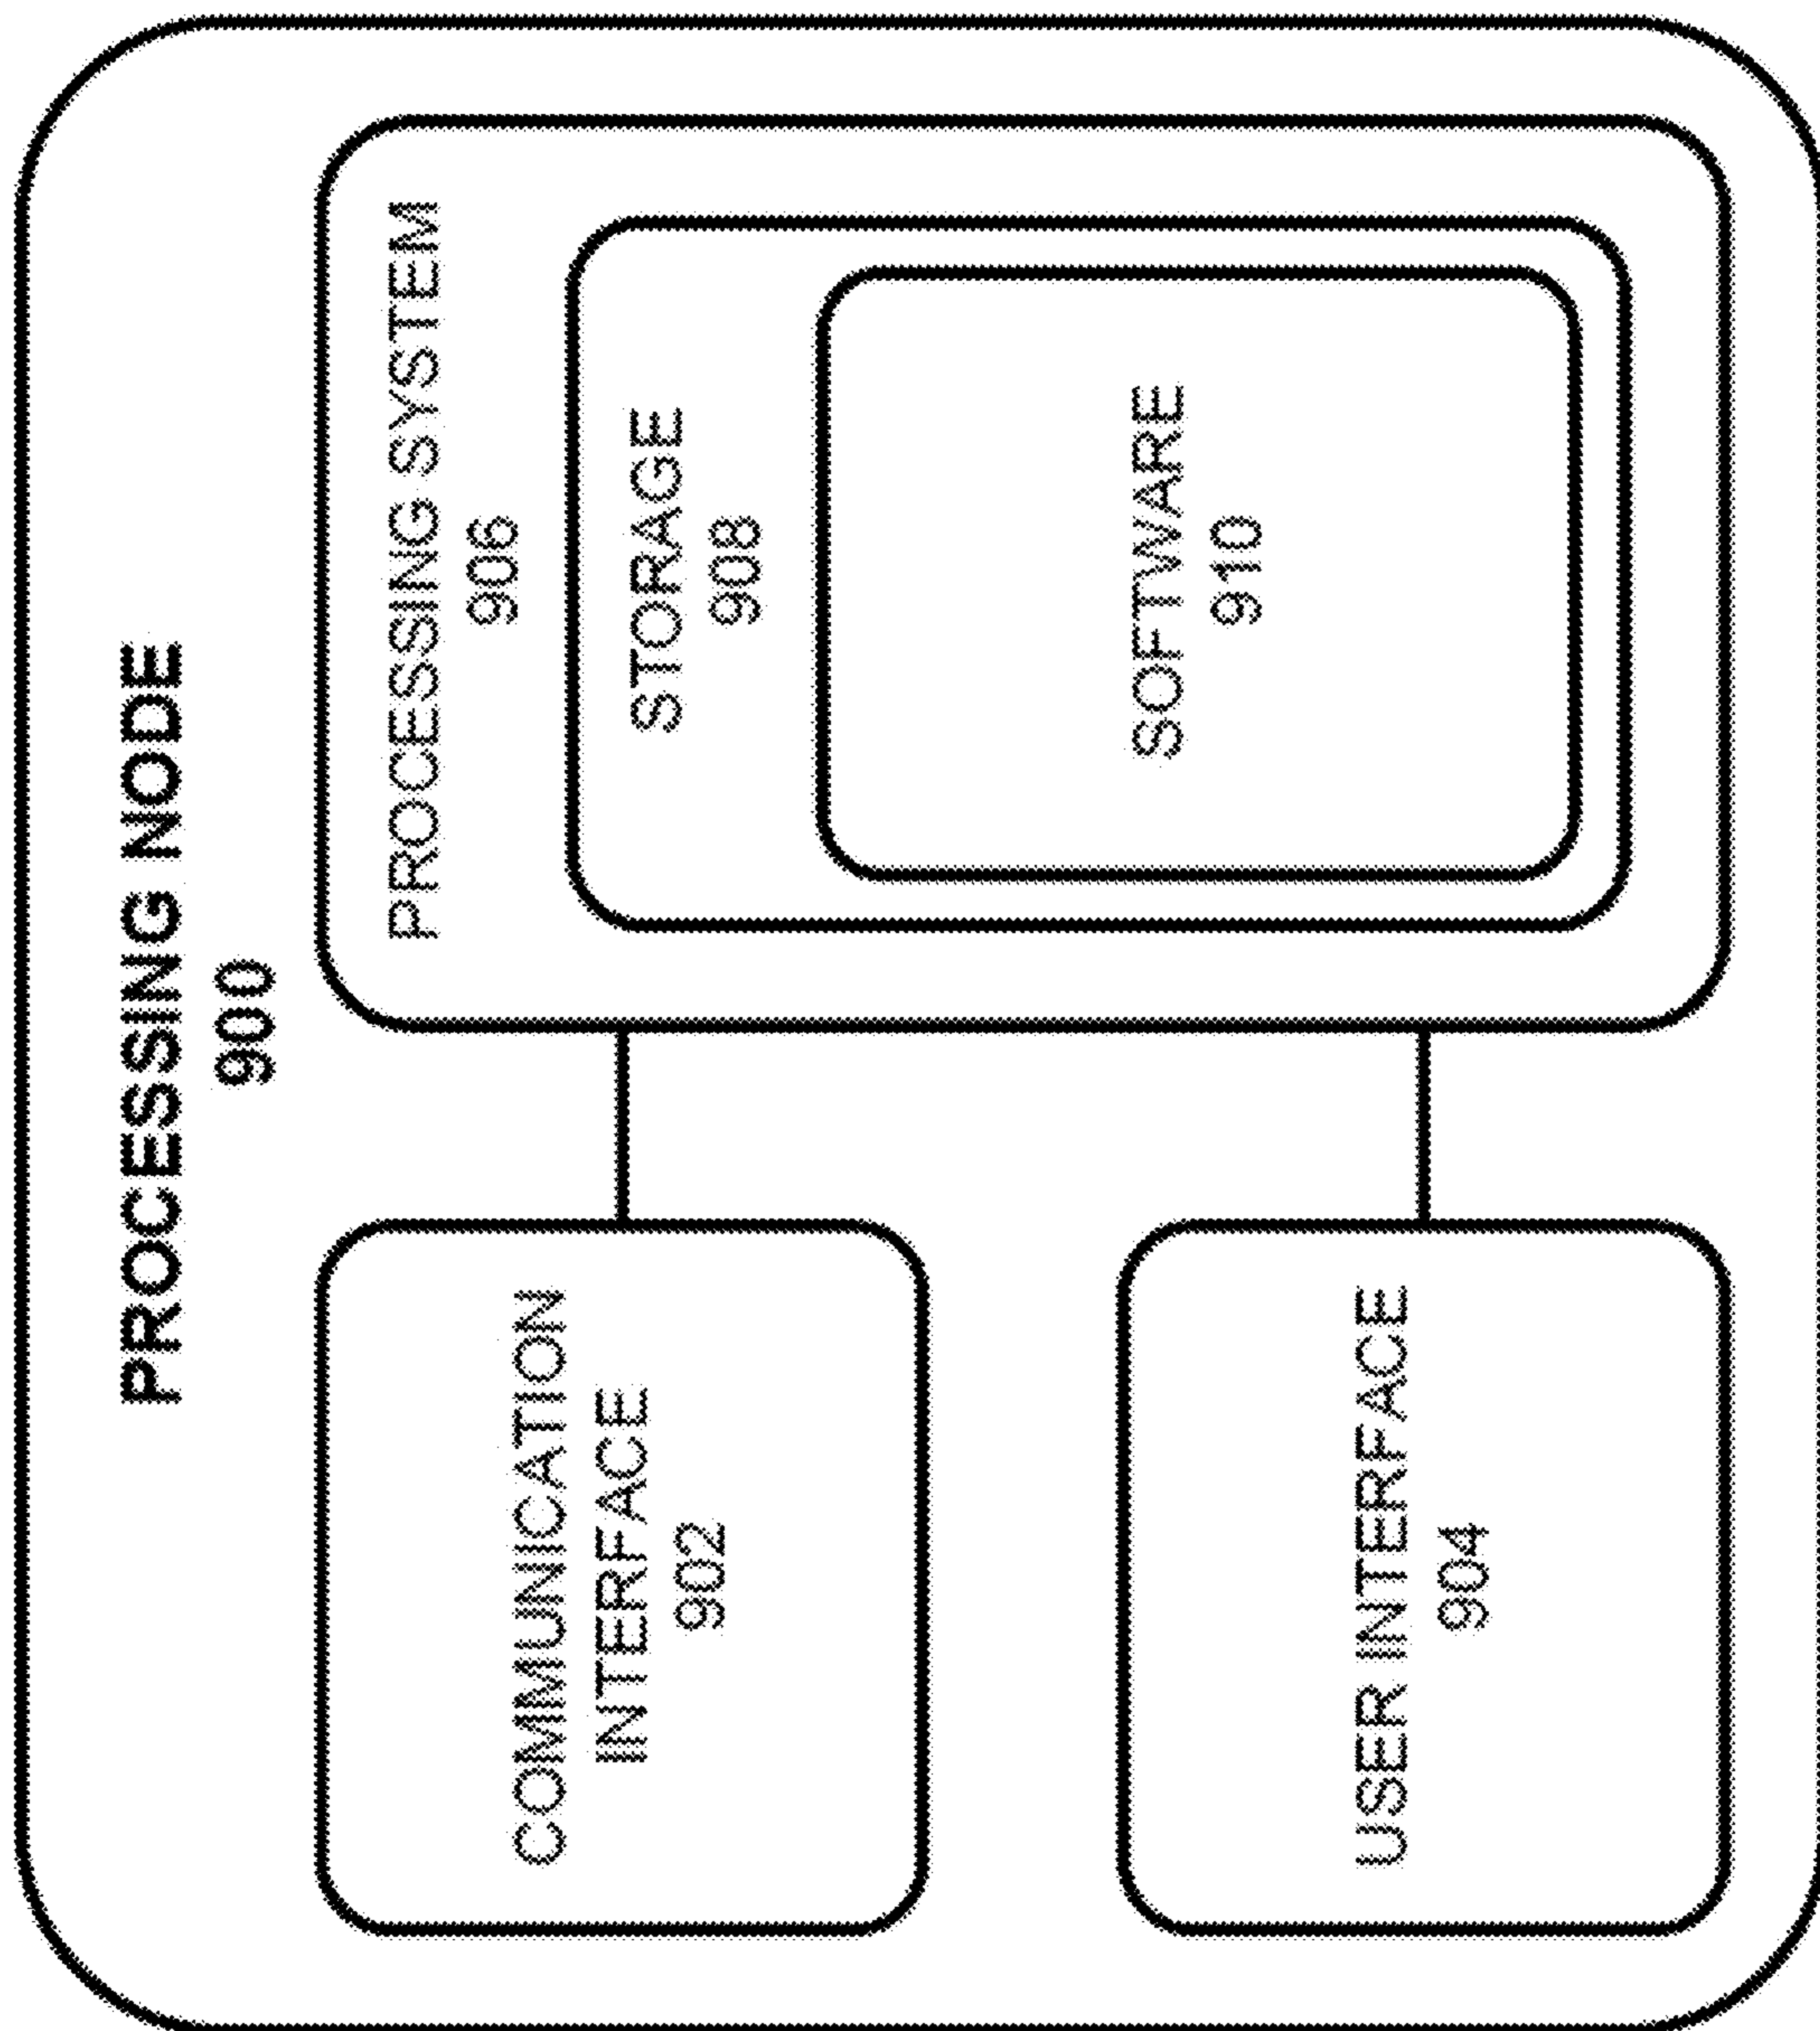 PROCESSING NODE
900
COMMUNICATION
INTERFACE
902
USER INTERFACE
904
PROCESSING SYSTEM
906
STORAGE
908
SOFTWARE
910